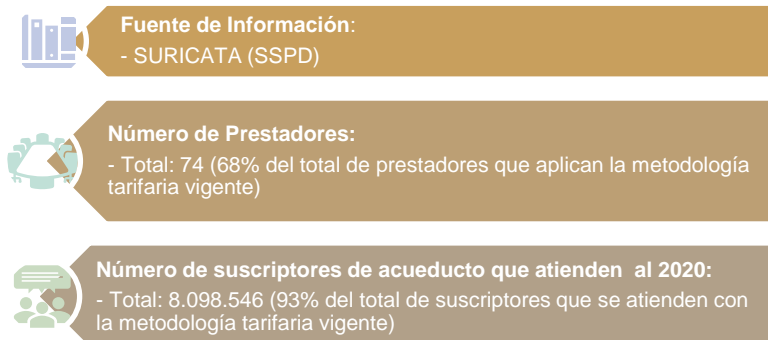 Fuente de Información:
- SURICATA (SSPD)
Número de Prestadores:
- Total: 74 (68% del total de prestadores que aplican la metodología
tarifaria vigente)
Número de suscriptores de acueducto que atienden al 2020:
- Total: 8.098.546 (93% del total de suscriptores que se atienden con
la metodología tarifaria vigente)